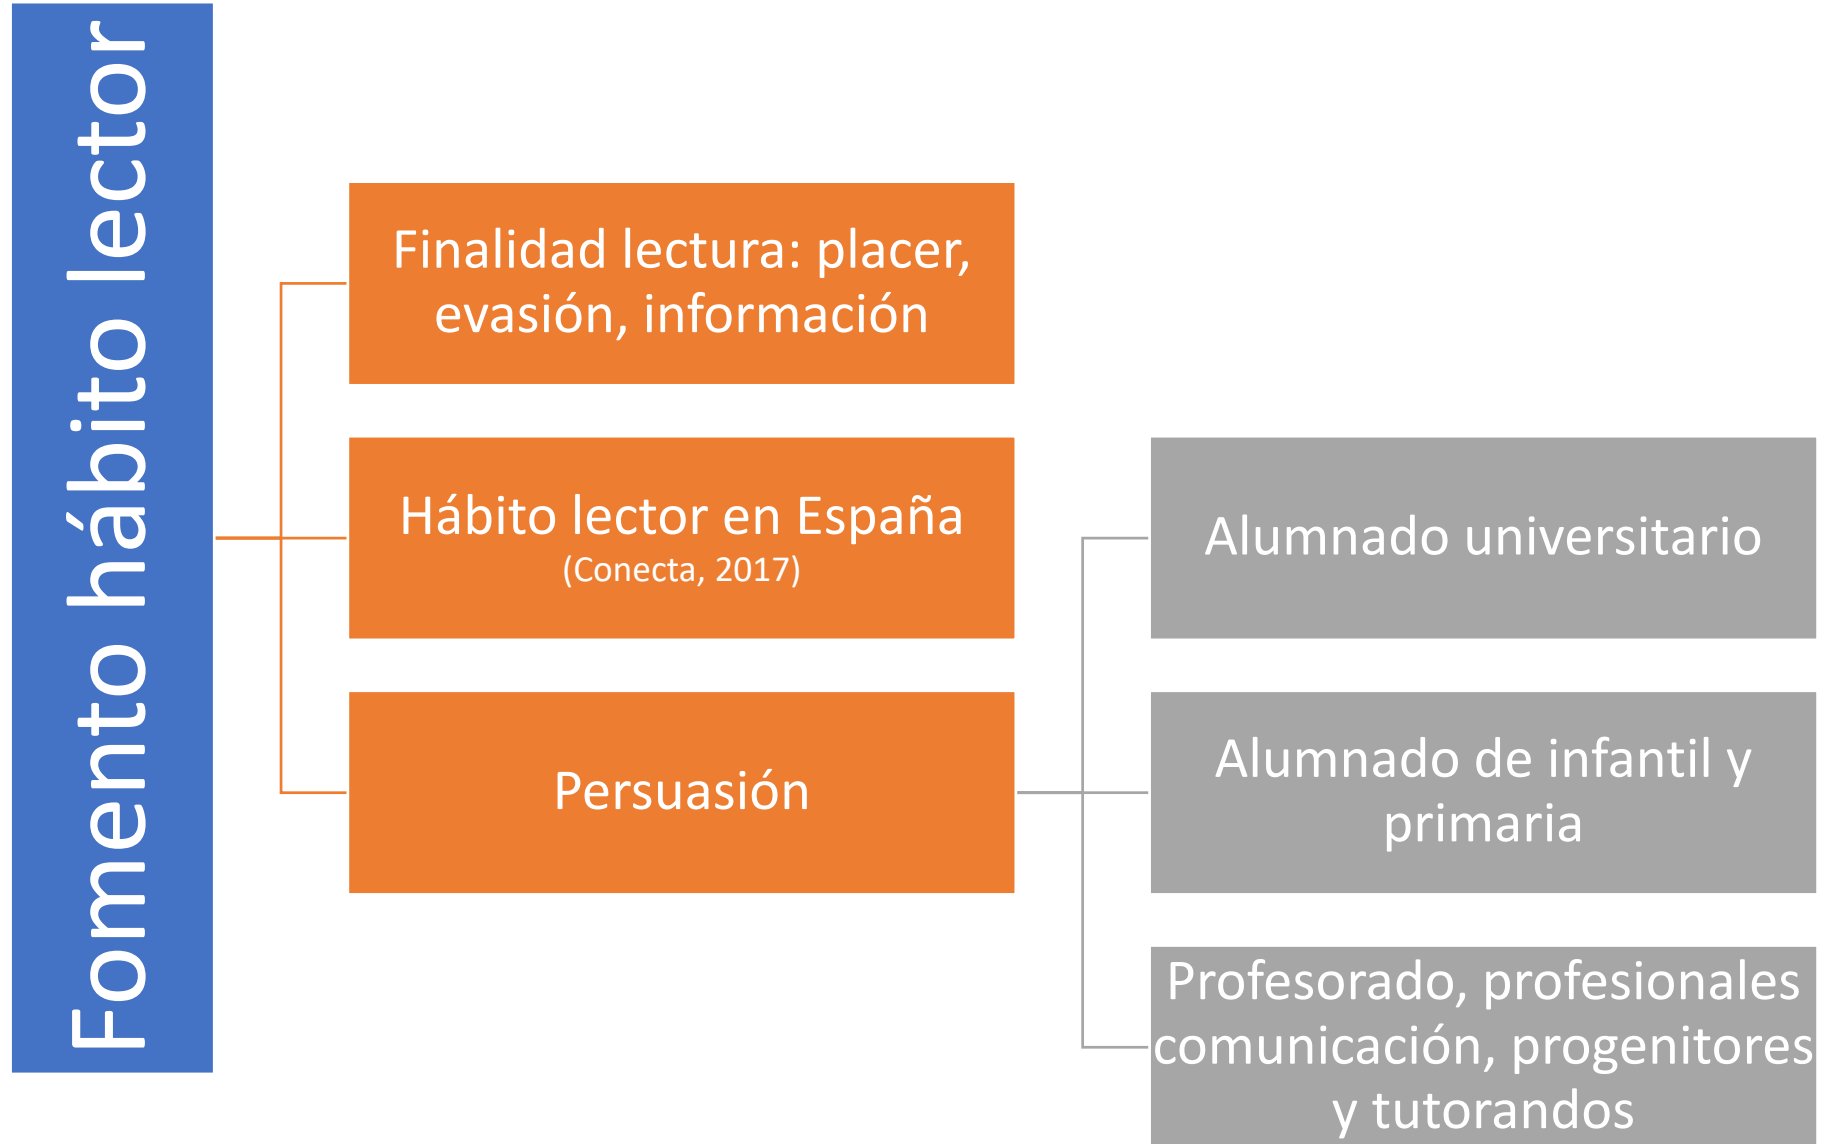 Fomento hábito lector
Finalidad lectura: placer,
evasión, información
Hábito lector en España
(Conecta, 2017)
Persuasión
Alumnado universitario
Alumnado de infantil y
primaria
Profesorado, profesionales
comunicación, progenitores
y tutorandos